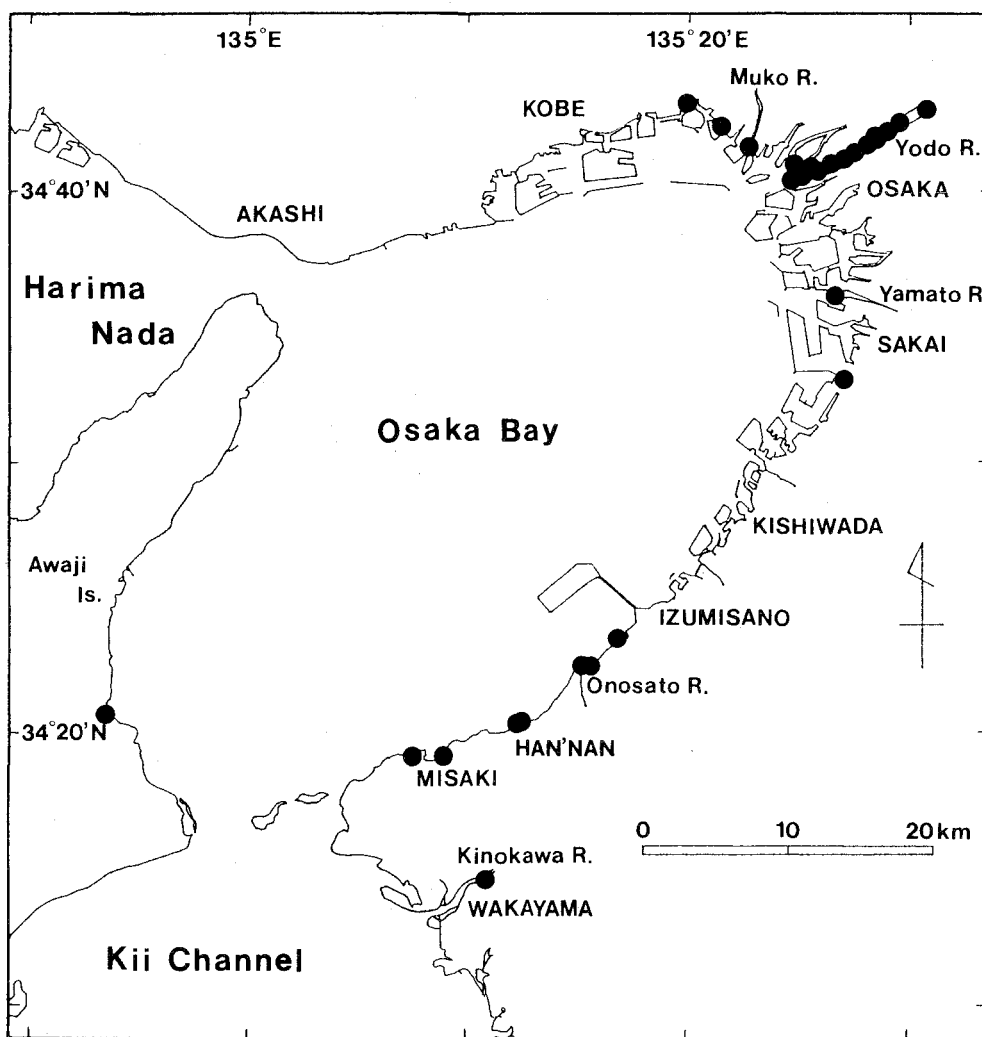 135°E
135°20'E
Muko R.
KOBE
Yodo R.
34°40'N
OSAKA
AKASHI
Harima
Nada
Yamato R
SAKAI
Osaka Bay
KISHIWADA
Awaji
Is.
IZUMISANO
Onosato R.
34°20'N
HAN'NAN
MISAKI
0 10 20km
Kinokawa R.
WAKAYAMA
Kii Channel